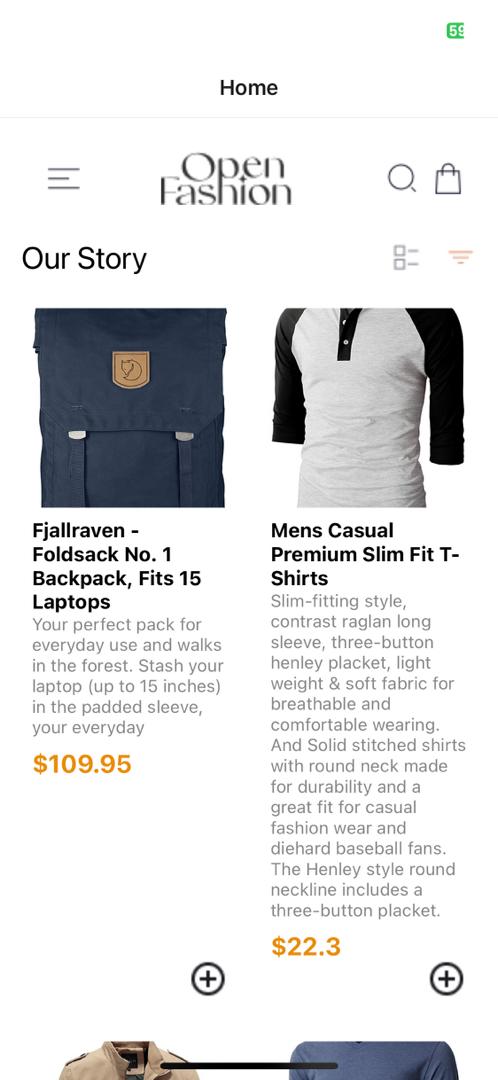 59
Home
Open
Fashion
Our Story
Fjallraven -
Foldsack No. 1
Backpack, Fits 15
Laptops
Your perfect pack for
everyday use and walks
in the forest. Stash your
laptop (up to 15 inches)
in the padded sleeve,
your everyday
$109.95
Mens Casual
Premium Slim Fit T-
Shirts
Slim-fitting style,
contrast raglan long
sleeve, three-button
henley placket, light
weight & soft fabric for
breathable and
comfortable wearing.
And Solid stitched shirts
with round neck made
for durability and a
great fit for casual
fashion wear and
diehard baseball fans.
The Henley style round
neckline includes a
three-button placket.
$22.3